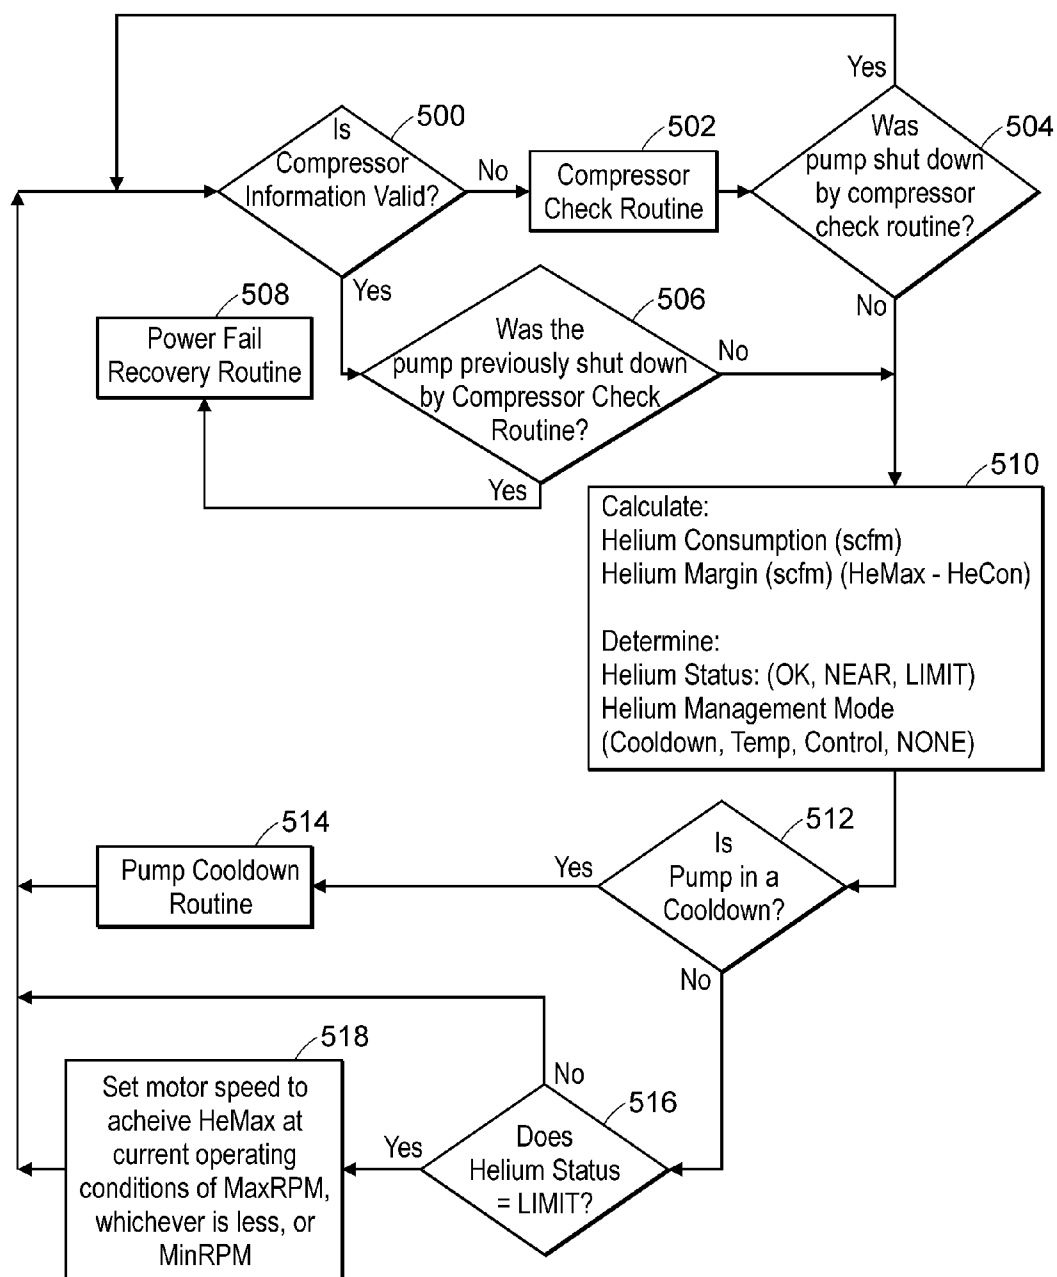 Yes
500
Is
Compressor
Information Valid?
No
502
Compressor
Check Routine
504
Was
pump shut down
by compressor
check routine?
Yes
No
508
Power Fail
Recovery Routine
506
Was the
pump previously shut down
by Compressor Check
Routine?
No
Yes
510
Calculate:
Helium Consumption (scfm)
Helium Margin (scfm) (HeMax - HeCon)
Determine:
Helium Status: (OK, NEAR, LIMIT)
Helium Management Mode
(Cooldown, Temp, Control, NONE)
514
Pump Cooldown
Routine
Yes
512
Is
Pump in a
Cooldown?
No
518
Set motor speed to
acheive HeMax at
current operating
conditions of MaxRPM,
whichever is less, or
MinRPM
Yes
No
516
Does
Helium Status
= LIMIT?